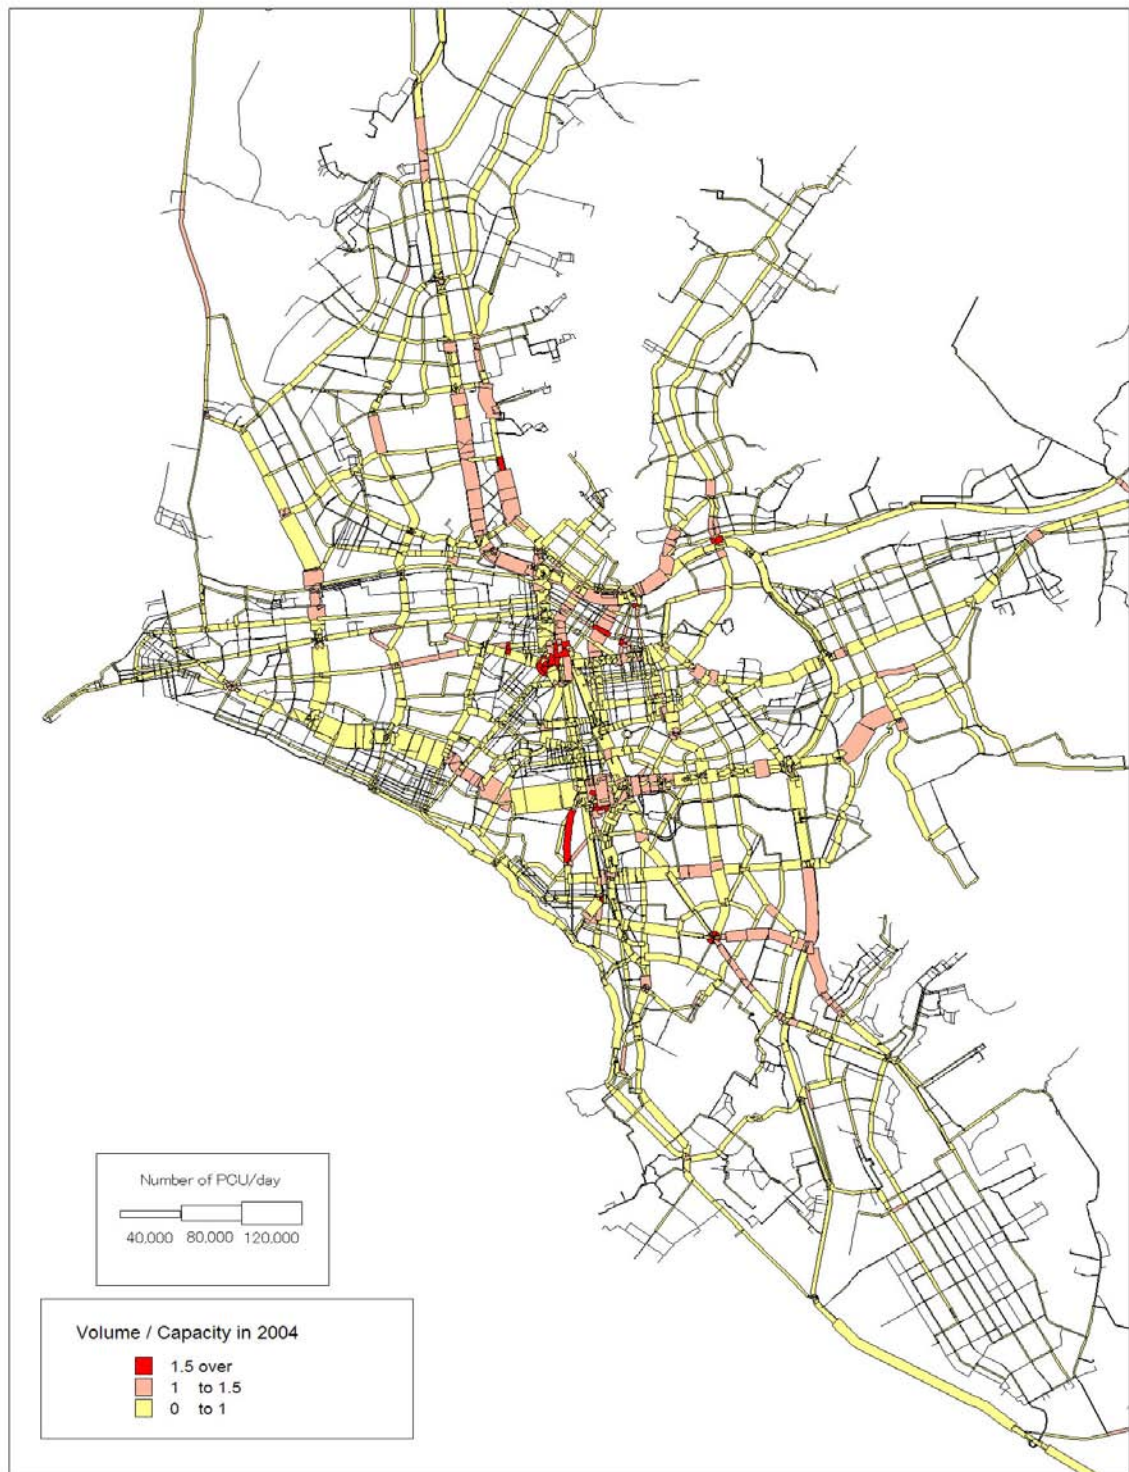 Number of PCU/day
40,000 80,000 120,000
Volume / Capacity in 2004
1.5 over
1 to 1.5
0 to 1